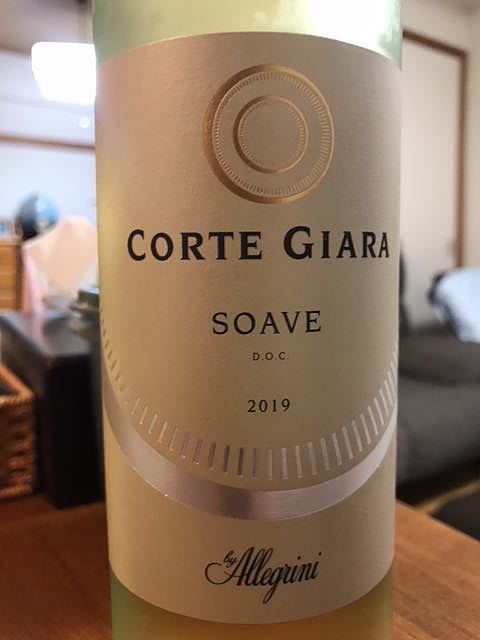 CORTE GIARA
SOAVE
D.O.C.
2019
by Allegrini